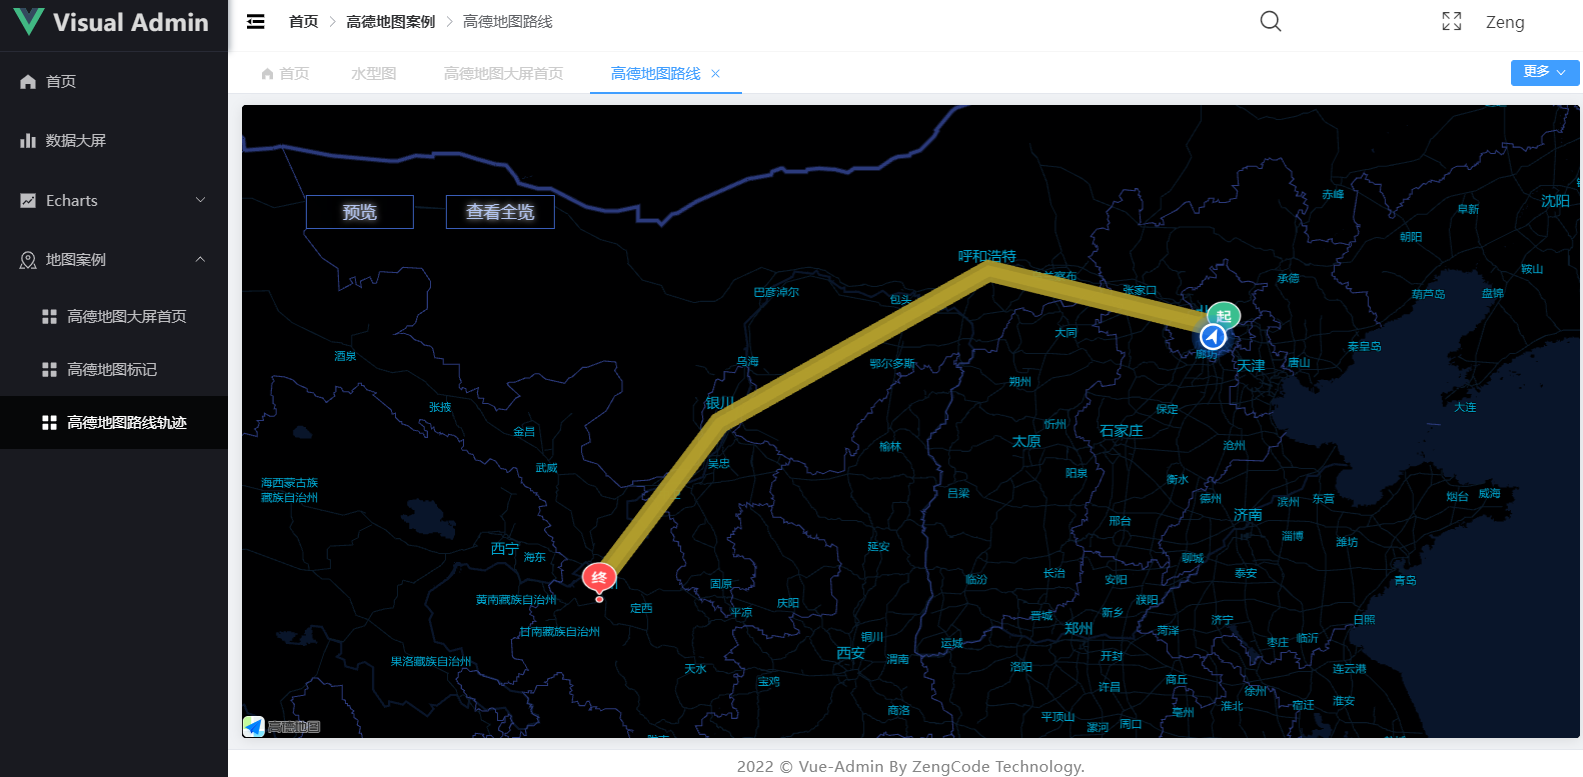 Visual Admin
首页
高德地图案例
高德地图路线
Zeng
首页
水型图
高德地图大屏首页
高德地图路线
更多
首页
数据大屏
Echarts
地图案例
高德地图大屏首页
高德地图标记
高德地图路线轨迹
预览
查看全览
赤峰
沈阳
阜新
朝阳
呼和浩特
鞍山
承德
张家口
巴彦淖尔
包头
葫芦岛
盘锦
起
大同
秦皇岛
酒泉
乌海
鄂尔多斯
廊坊
天津
唐山
朔州
张掖
银川
保定
大连
金昌
忻州
石家庄
太原
榆林
沧州
武威
吴忠
阳泉
衡水
海西蒙古族
藏族自治州
吕梁
德州
滨州
东营
烟台
威海
济南
邢台
西宁
海东
延安
淄博
潍坊
聊城
终
固原
临汾
长治
安阳
泰安
青岛
黄南藏族自治州
定西
平凉
庆阳
晋城
新乡
濮阳
济宁
日照
甘南藏族自治州
铜川
运城
郑州
菏泽
枣庄
临沂
果洛藏族自治州
西安
渭南
洛阳
开封
连云港
天水
宝鸡
许昌
商丘
徐州
商洛
平顶山
漯河
周口
亳州
淮北
宿迁
淮安
高德地图
2022 © Vue-Admin By ZengCode Technology.